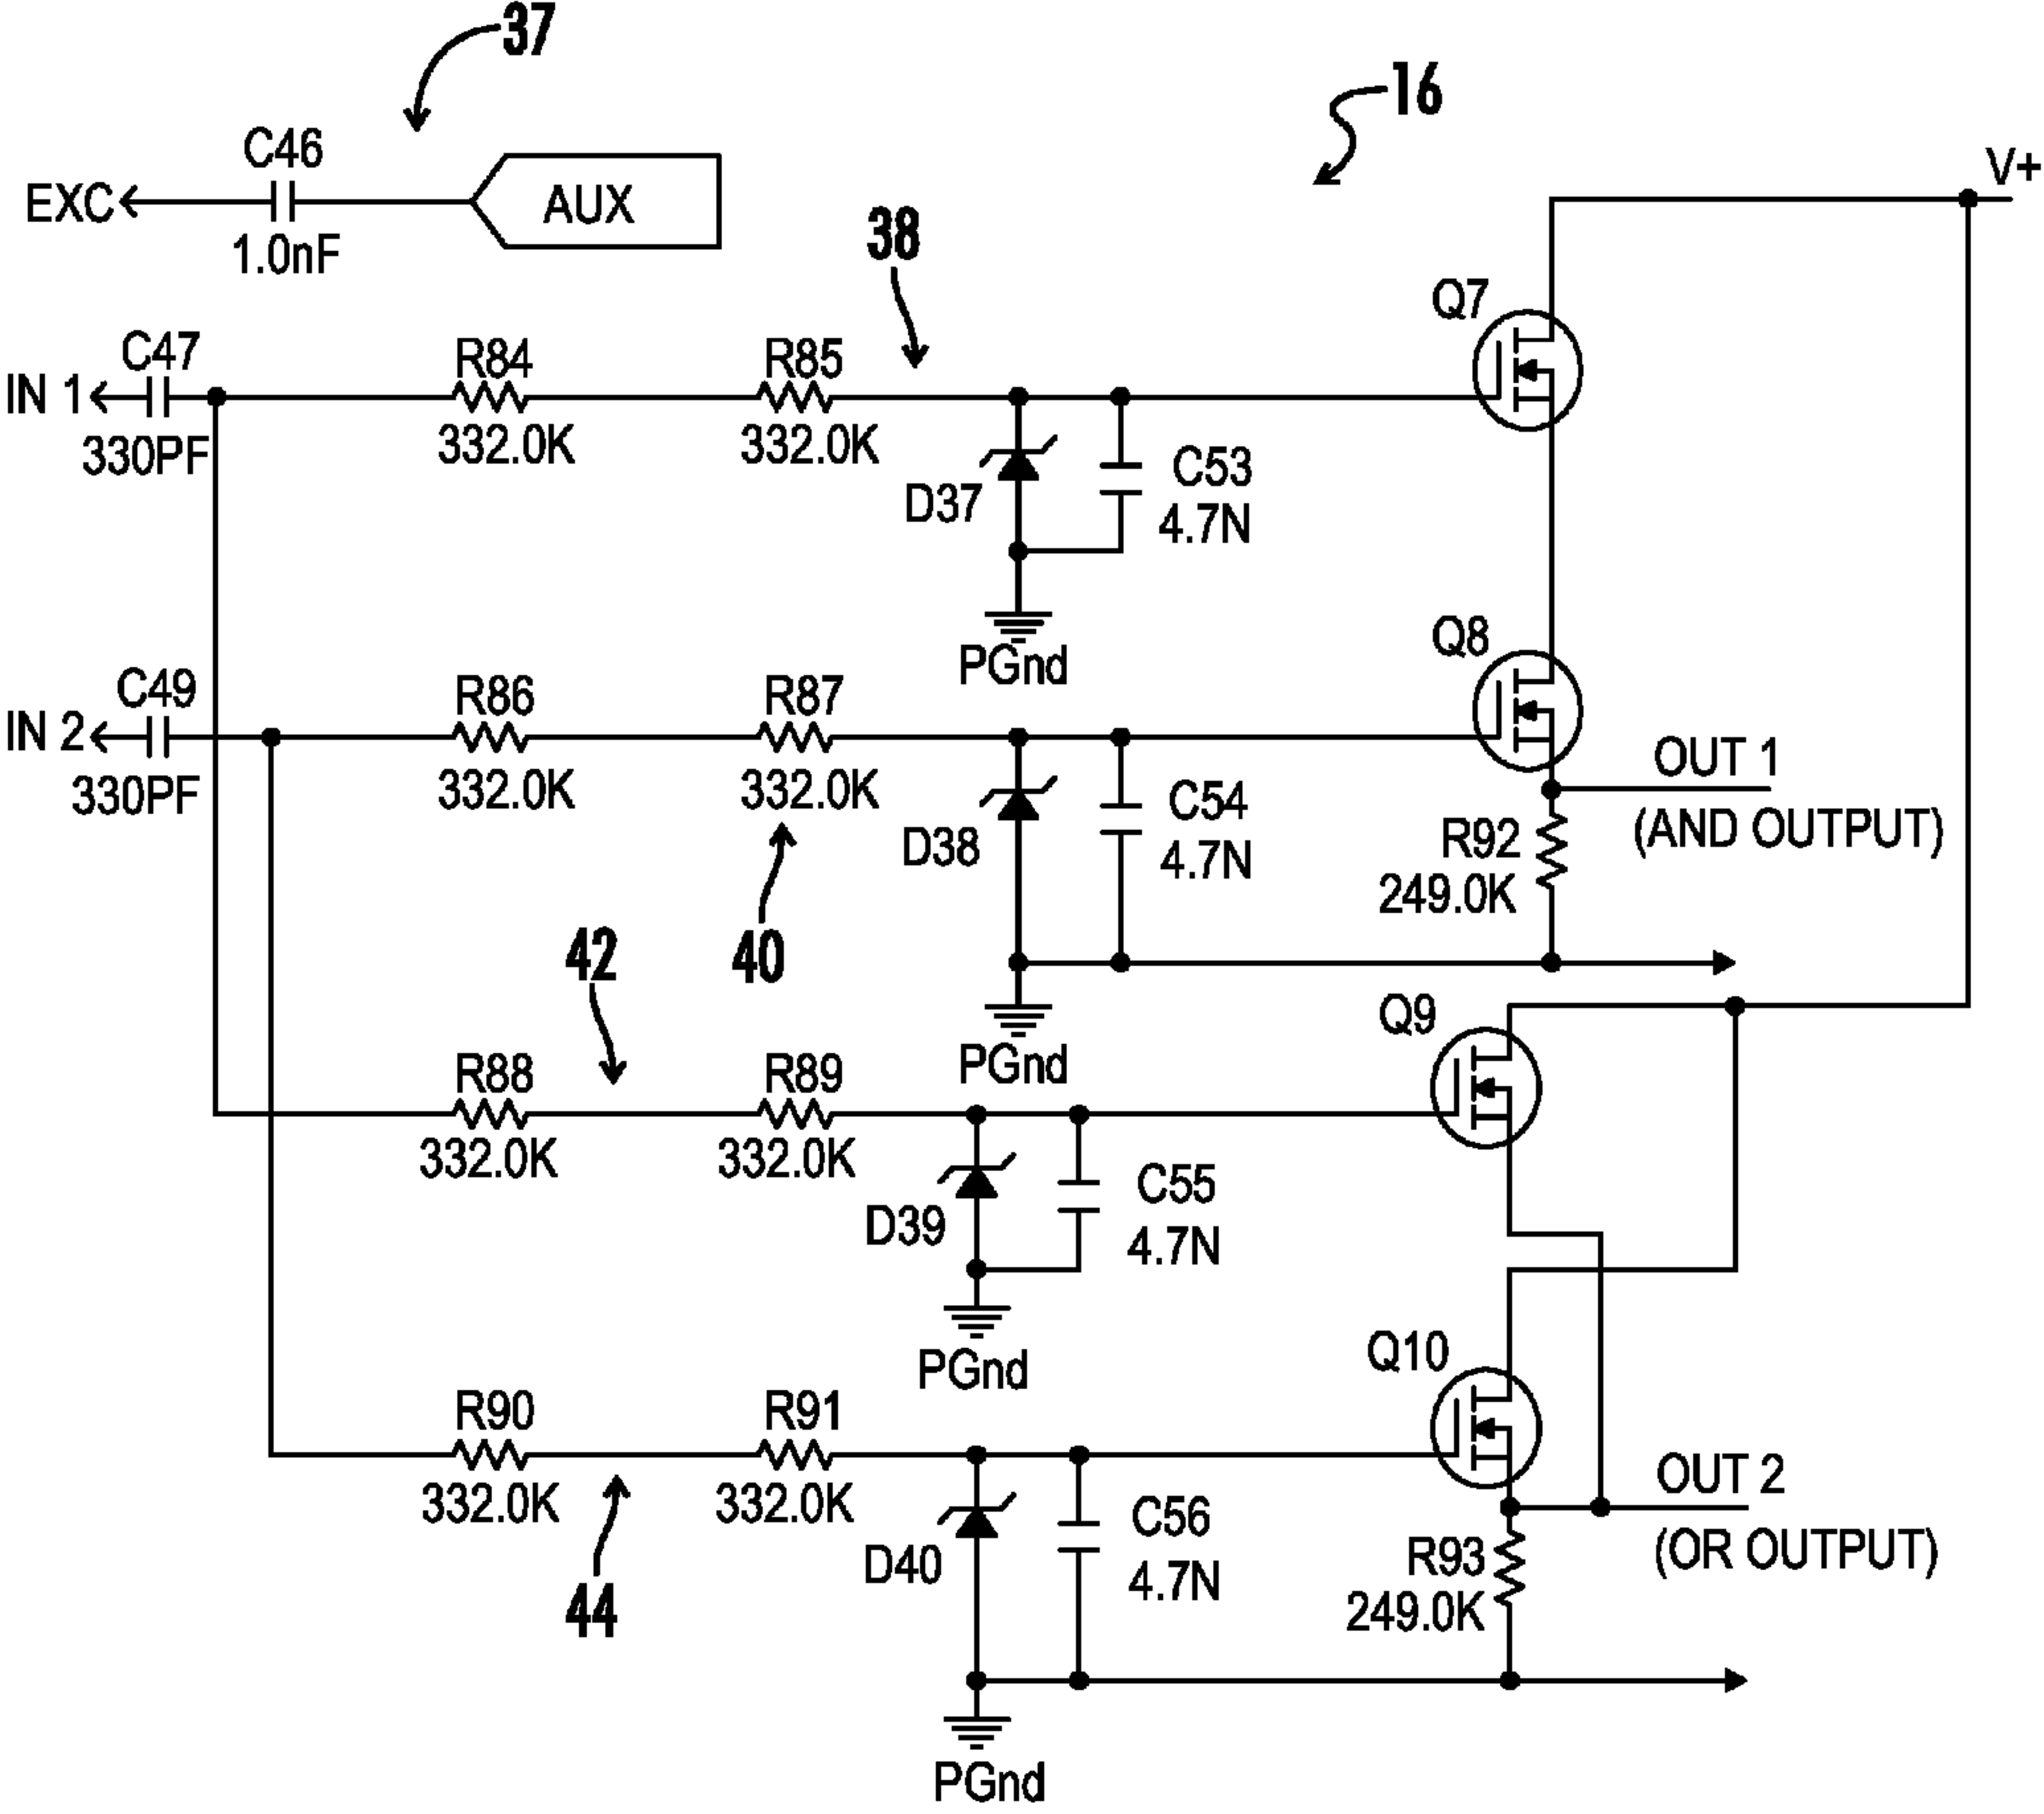 37
16
C46
V+
EXC
AUX
1.0nF
38
Q7
C47
R84
R85
IN 1
330PF
332.0K
332.0K
C53
D37
4.7N
Q8
PGnd
C49
R86
R87
IN 2
OUT 1
330PF
332.0K
332.0K
C54
(AND OUTPUT)
D38
4.7N
R92
249.0K
42
40
Q9
PGnd
R88
R89
332.0K
332.0K
C55
D39
4.7N
Q10
PGnd
R90
R91
OUT 2
332.0K
332.0K
C56
(OR OUTPUT)
D40
4.7N
R93
249.0K
44
PGnd